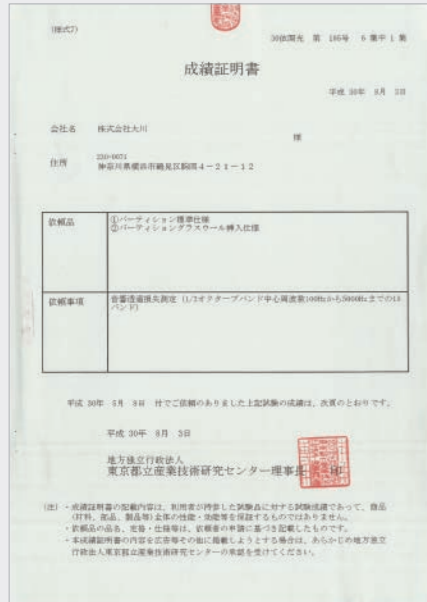 (様式7)
30依開光 第 165号 6 葉中 1 葉
成績証明書
平成 30年 8月 3日
会社名 株式会社大川 様
住所 230-0071
神奈川県横浜市鶴見区駒岡4-21-12
依頼品 ①パーティション標準仕様
②パーティショングラスウール挿入仕様
依頼事項 音響透過損失測定 (1/3オクターブバンド中心周波数100Hzから5000Hzまでの18
バンド)
平成 30年 5月 8日 付でご依頼のありました上記試験の成績は、次頁のとおりです。
平成 30年 8月 3日
地方独立行政法人
東京都立産業技術研究センター理事長 印
(注) ・成績証明書の記載内容は、利用者が持参した試験品に対する試験成績であって、商品
(材料、部品、製品等)全体の性能・効能等を保証するものではありません。
・依頼品の品名、定格・仕様等は、依頼者の申請に基づき記載したものです。
・本成績証明書の内容を広告等その他に掲載しようとする場合は、あらかじめ地方独立
行政法人東京都立産業技術研究センターの承認を受けてください。